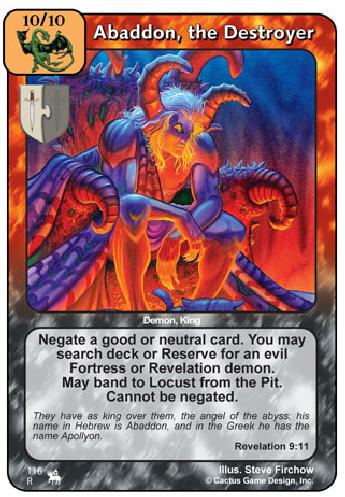 10/10
Abaddon, the Destroyer
Demon, King
Negate a good or neutral card. You may
search deck or Reserve for an evil
Fortress or Revelation demon.
May band to Locust from the Pit.
Cannot be negated.
They have as king over them, the angel of the abyss; his
name in Hebrew is Abaddon, and in the Greek he has the
name Apollyon.
Revelation 9:11
116
R
Illus. Steve Firchow
© Cactus Game Design, Inc.